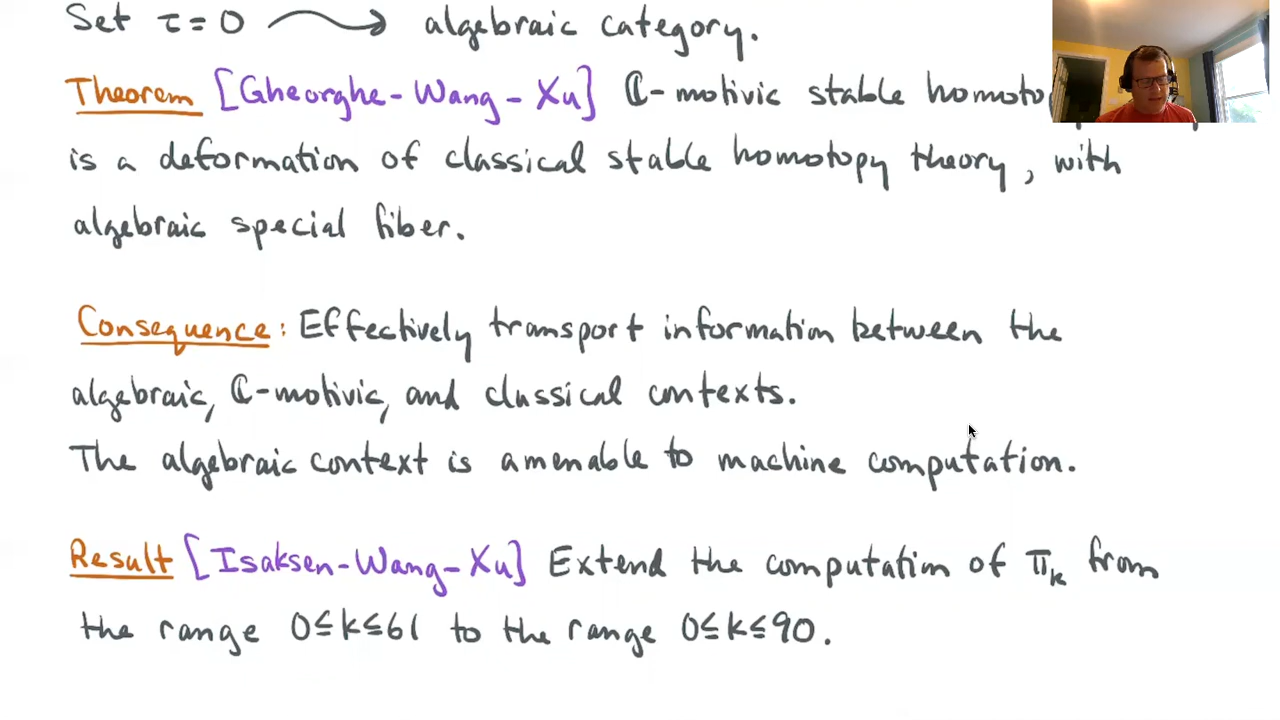 Set τ = 0 ⟿ algebraic category.
Theorem [Gheorghe-Wang-Xu] ℂ-motivic stable
is a deformation of classical stable homotopy theory, with
algebraic special fiber.
Consequence: Effectively transport information between the
algebraic, ℂ-motivic, and classical contexts.
The algebraic context is amenable to machine computation.
Result [Isaksen-Wang-Xu] Extend the computation of π_k from
the range 0≤k≤61 to the range 0≤k≤90.